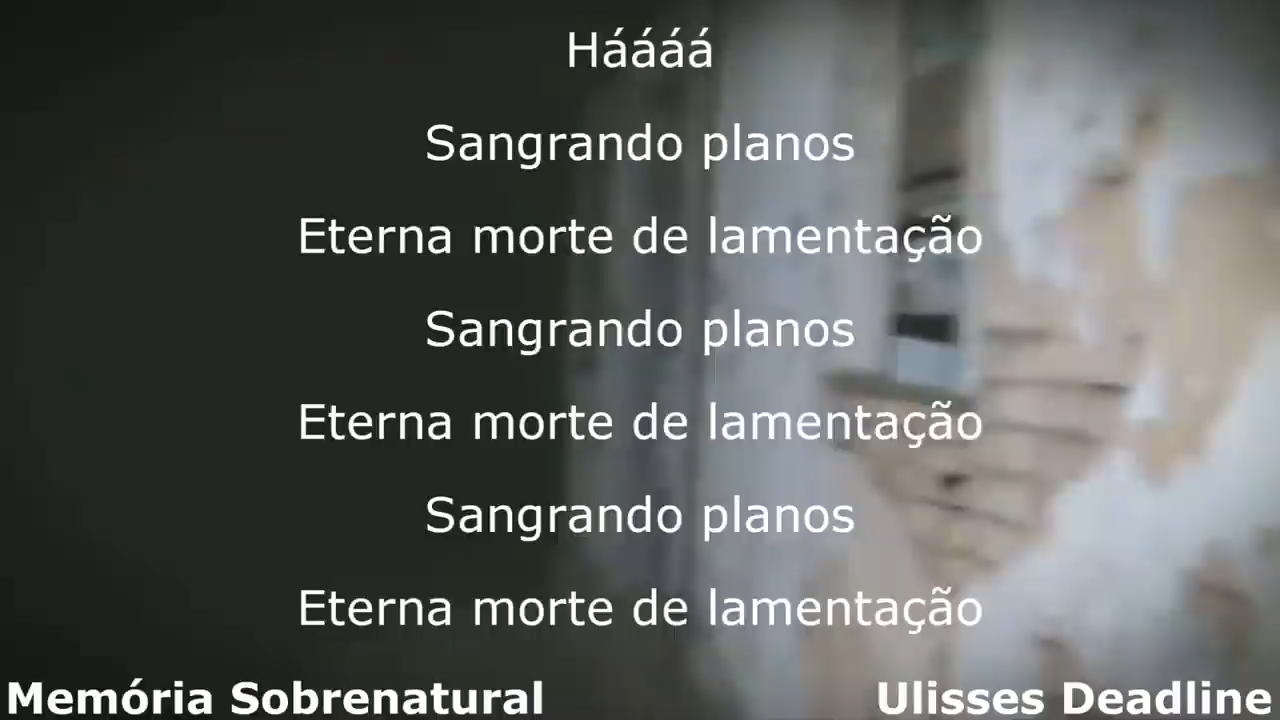 Háááá
Sangrando planos
Eterna morte de lamentação
Sangrando planos
Eterna morte de lamentação
Sangrando planos
Eterna morte de lamentação
Memória Sobrenatural
Ulisses Deadline